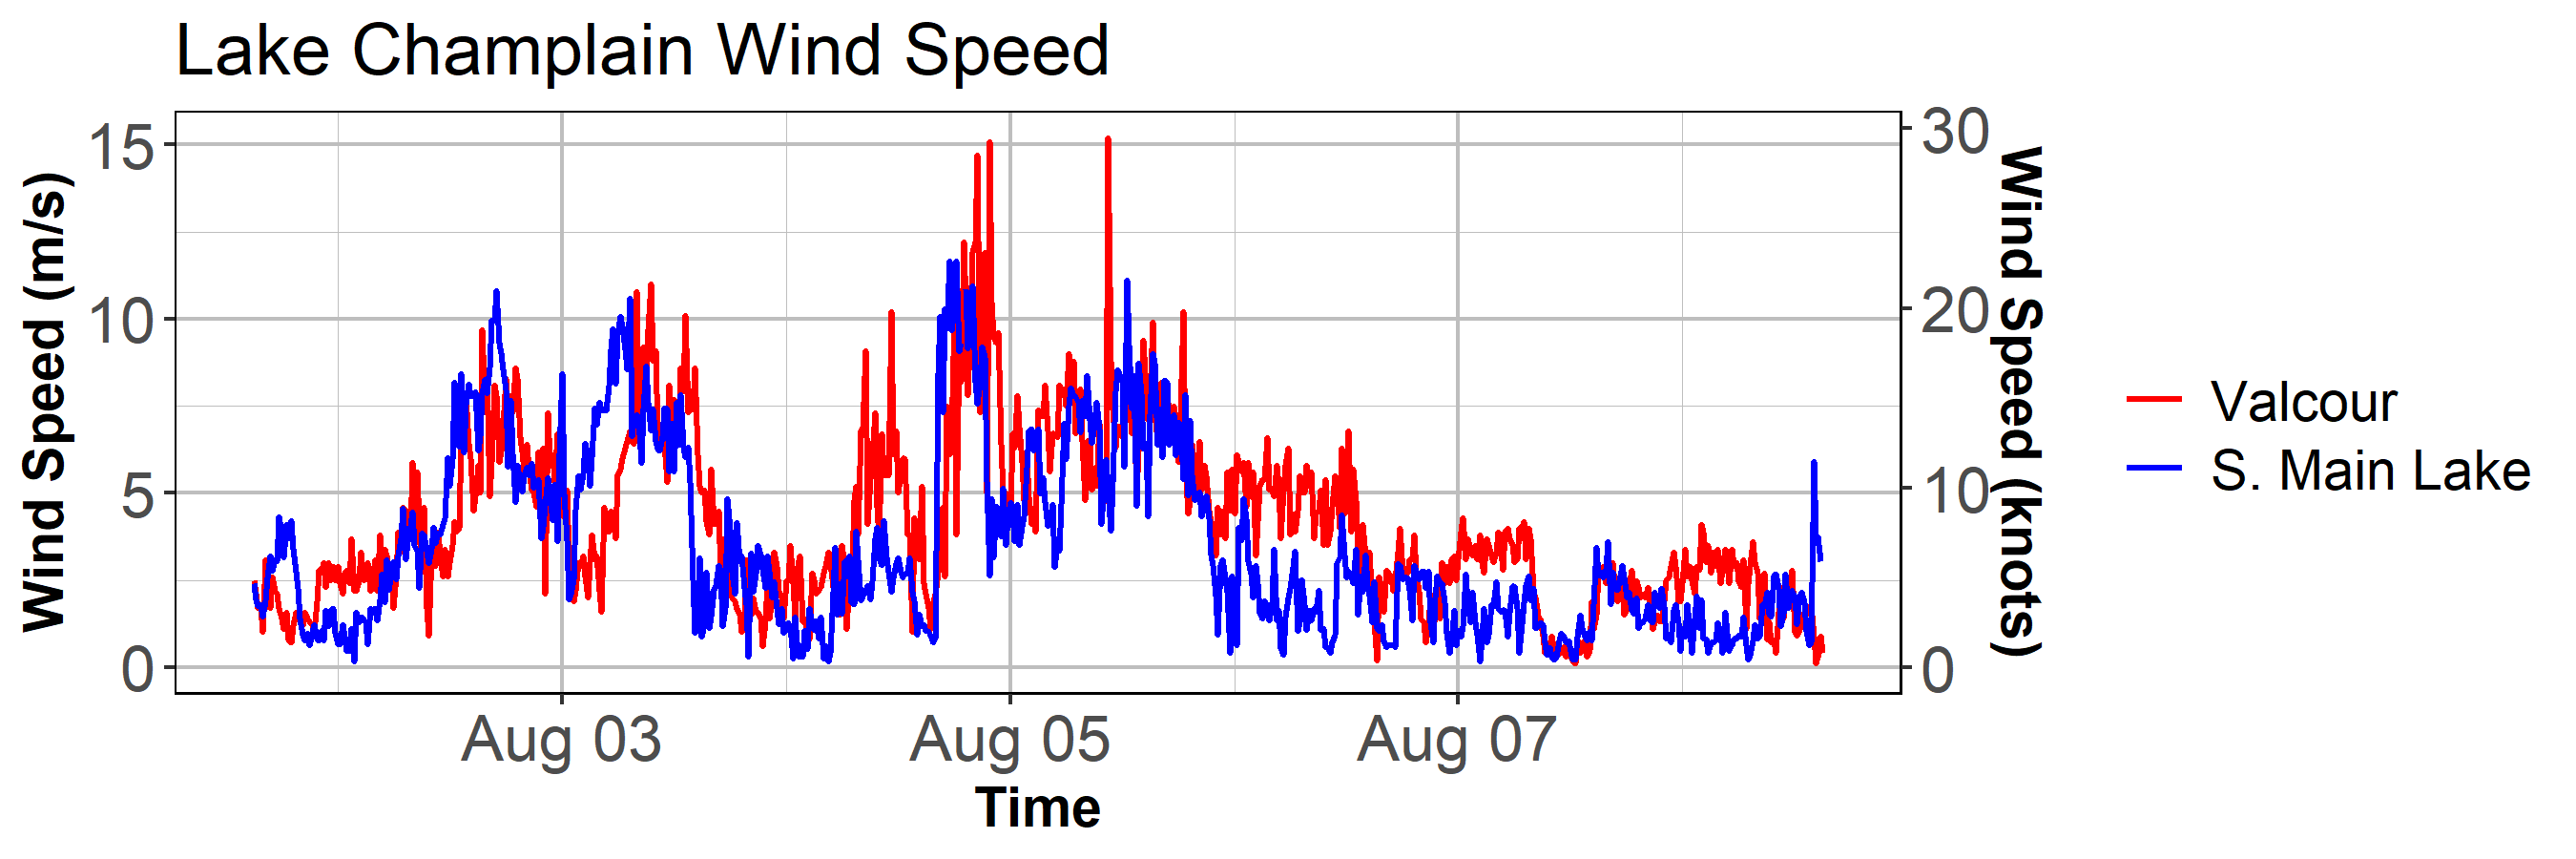 Lake Champlain Wind Speed
Wind Speed (m/s)
15
10
5
0
30
20
10
0
Wind Speed (knots)
Aug 03
Aug 05
Aug 07
Time
Valcour
S. Main Lake